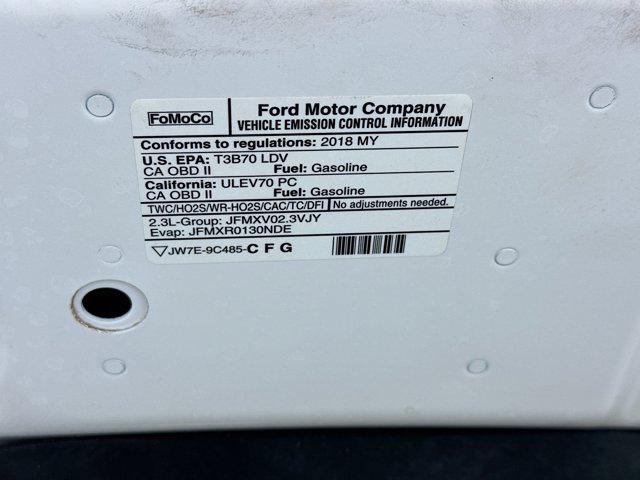 FoMoCo
Ford Motor Company
VEHICLE EMISSION CONTROL INFORMATION
Conforms to regulations: 2018 MY
U.S. EPA: T3B70 LDV
CA OBD II Fuel: Gasoline
California: ULEV70 PC
CA OBD II Fuel: Gasoline
TWC/HO2S/WR-HO2S/CAC/TC/DFI No adjustments needed.
2.3L-Group: JFMXV02.3VJY
Evap: JFMXR0130NDE
JW7E-9C485-C F G